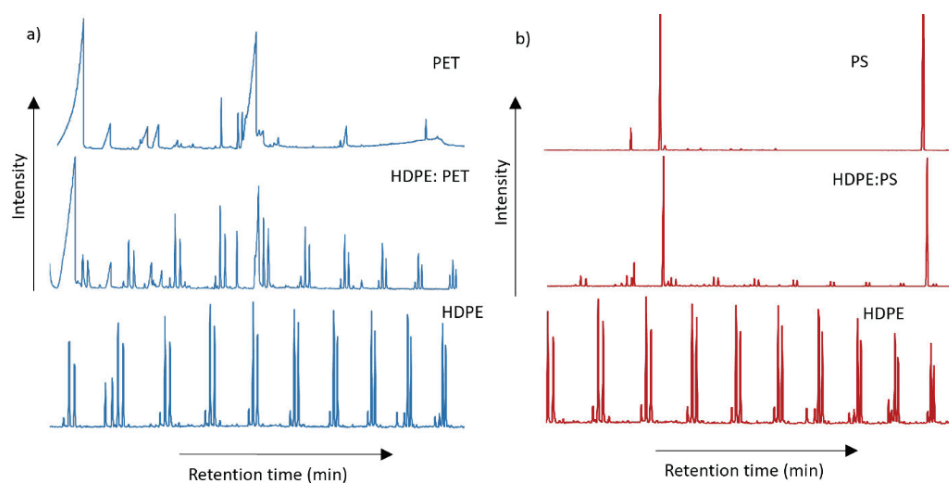 a)
PET
HDPE: PET
HDPE
Intensity
Retention time (min)
b)
PS
HDPE:PS
HDPE
Intensity
Retention time (min)